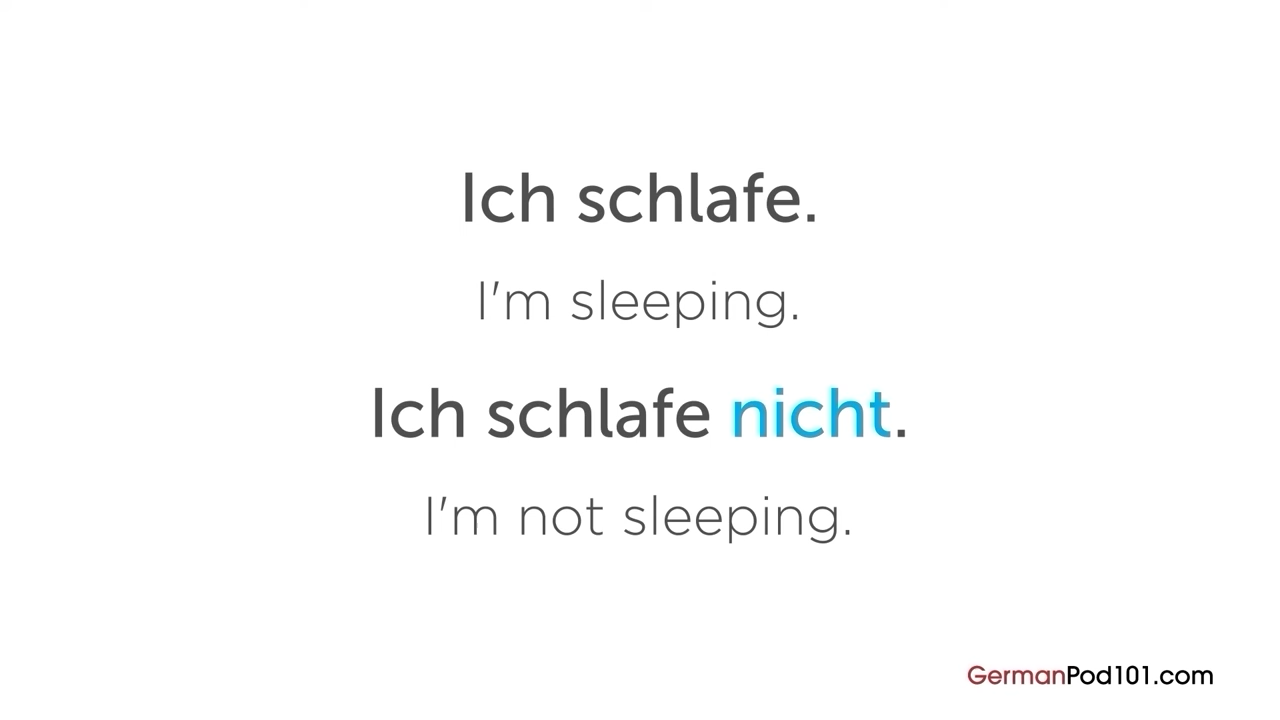 Ich schlafe.
I'm sleeping.
Ich schlafe nicht.
I'm not sleeping.
GermanPod101.com